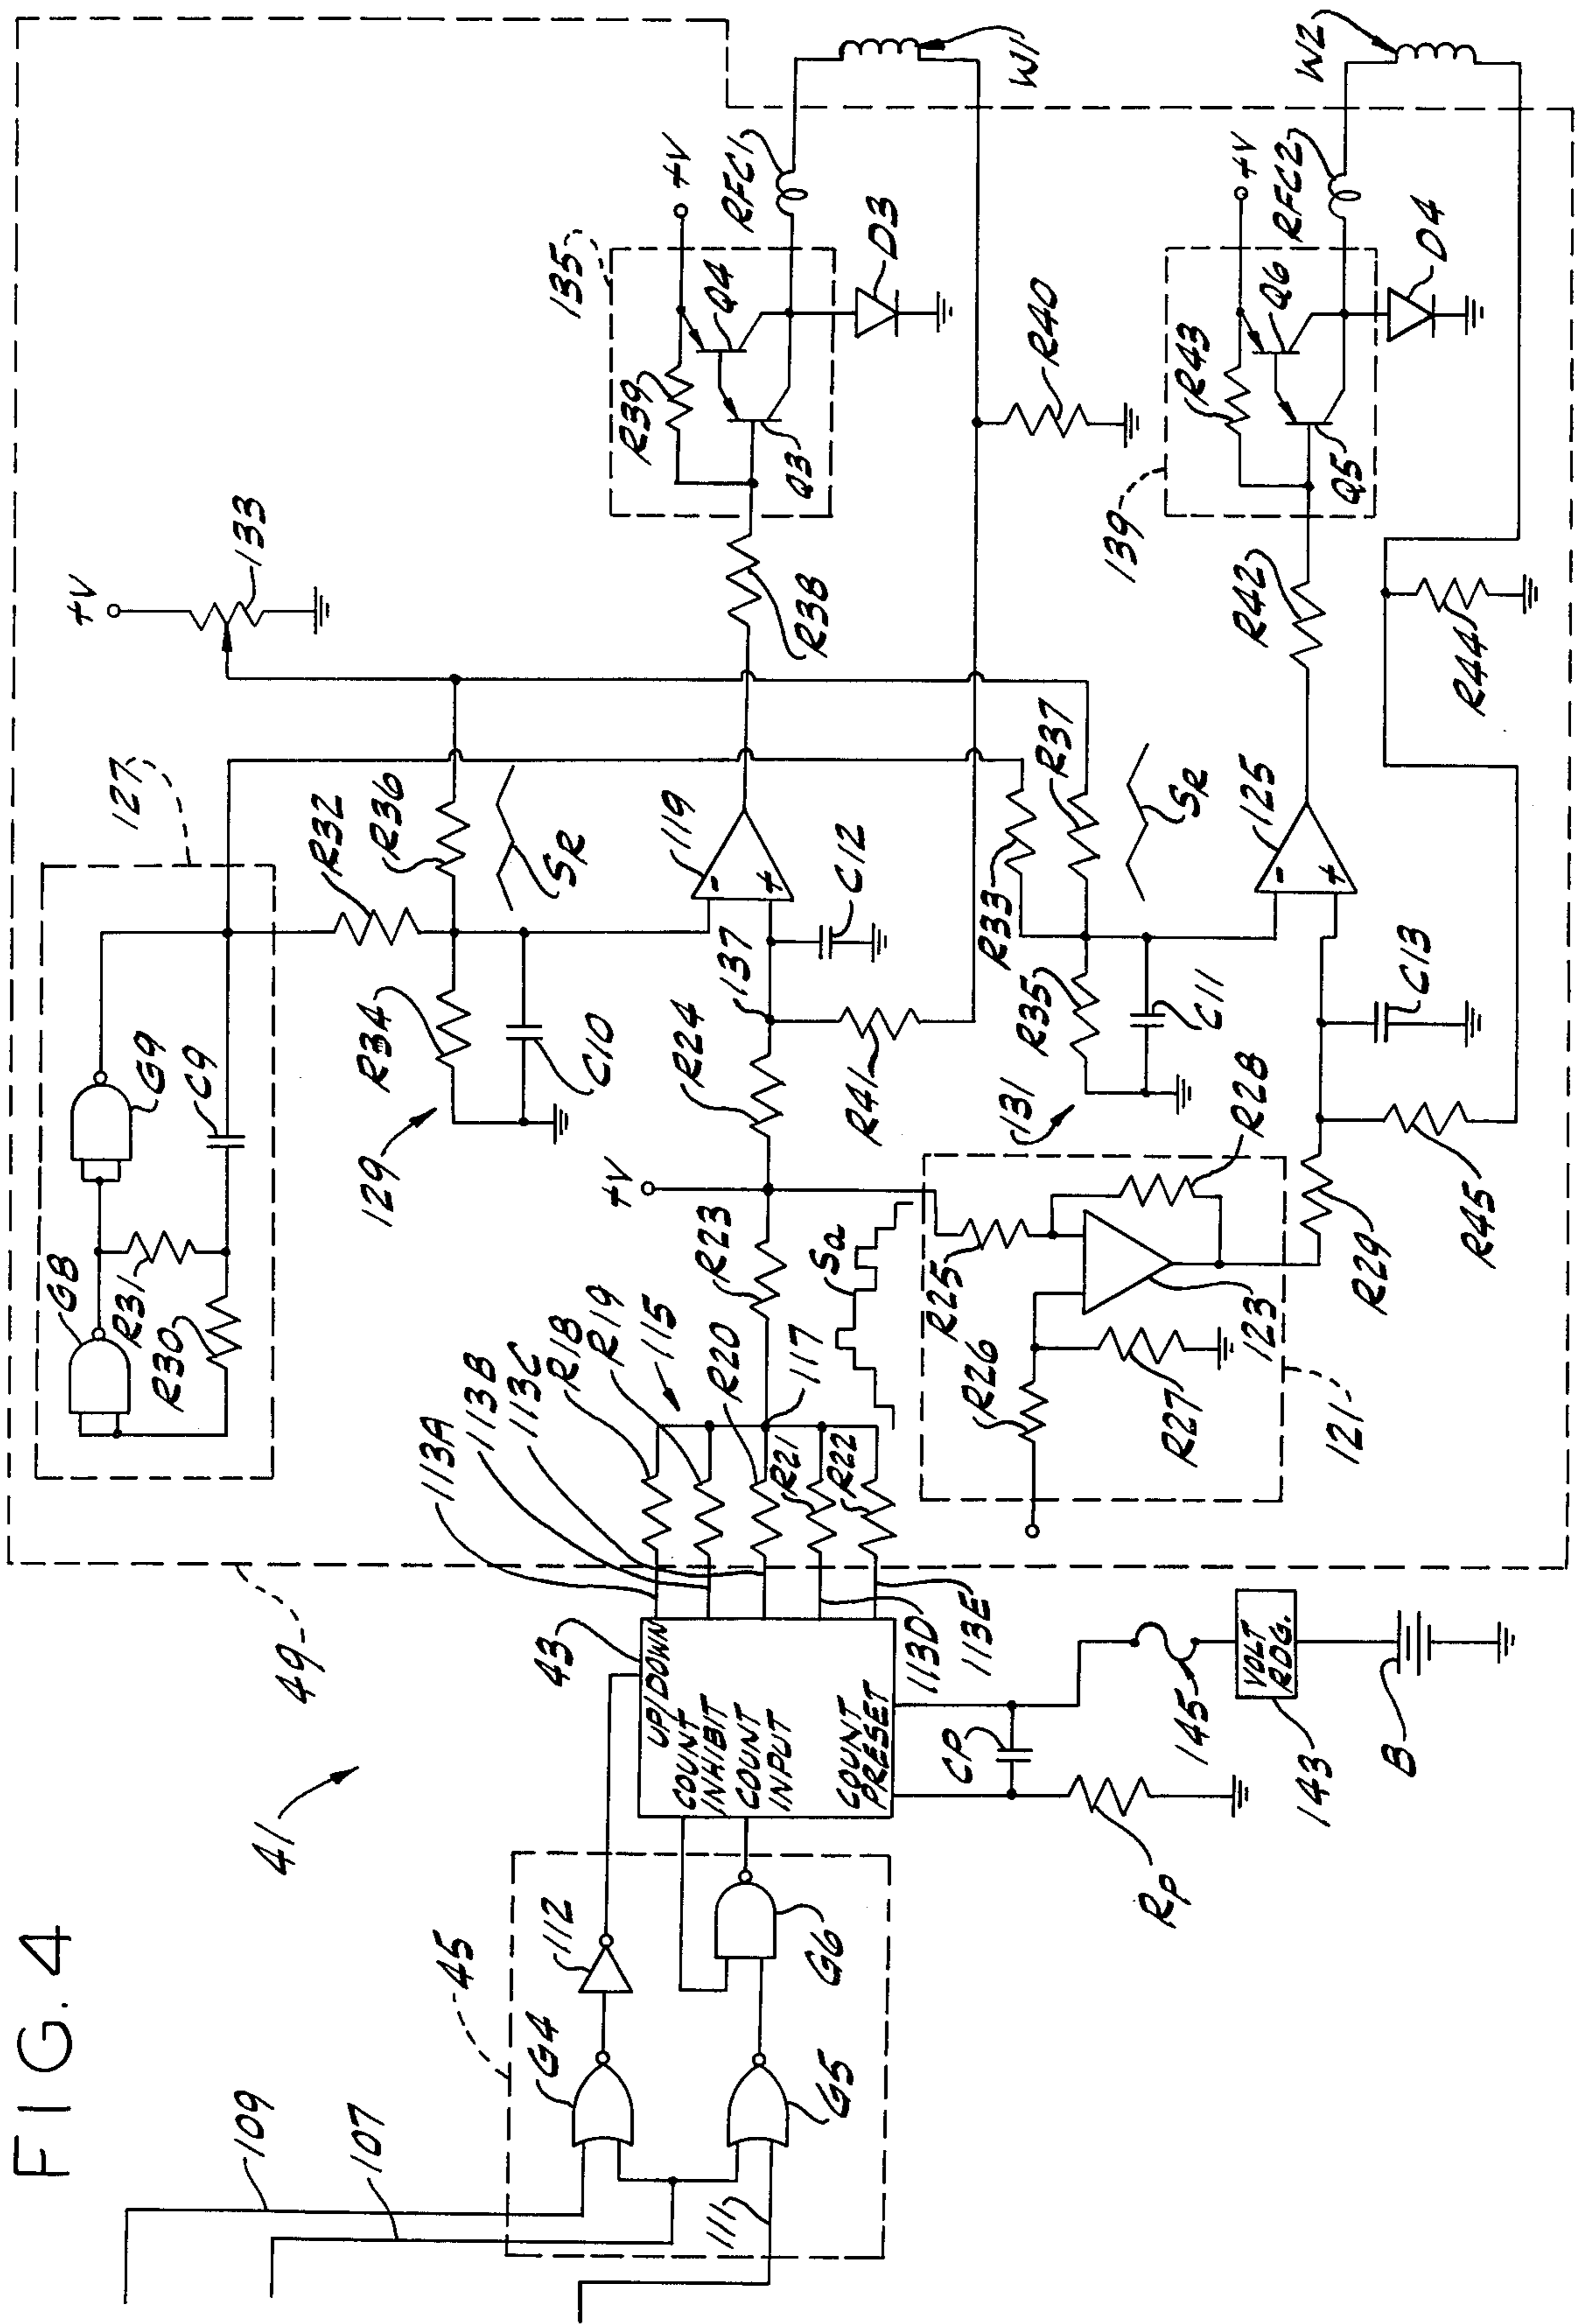 FIG. 4
41
49
109
107
111
45
G4
G5
G6
112
43
UP/DOWN
COUNT
INHIBIT
COUNT
INPUT
COUNT
PRESET
113A
113B
113C
113D
113E
R18
R19
115
R20
R21
R22
117
CP
RP
145
VOLT
RDG.
143
B
127
G8
G9
R31
R30
C9
129
R34
R32
R36
C10
SR
+V
133
+V
R23
R24
137
119
-
+
C12
R41
R38
Sa
R25
R26
R27
R28
123
121
R29
131
R35
R33
R37
C11
SR
125
-
+
C13
R45
R42
R44
135
R39
Q3
Q4
+V
RFC1
D3
W1
R40
139
R43
Q5
Q6
+V
RFC2
D4
W2